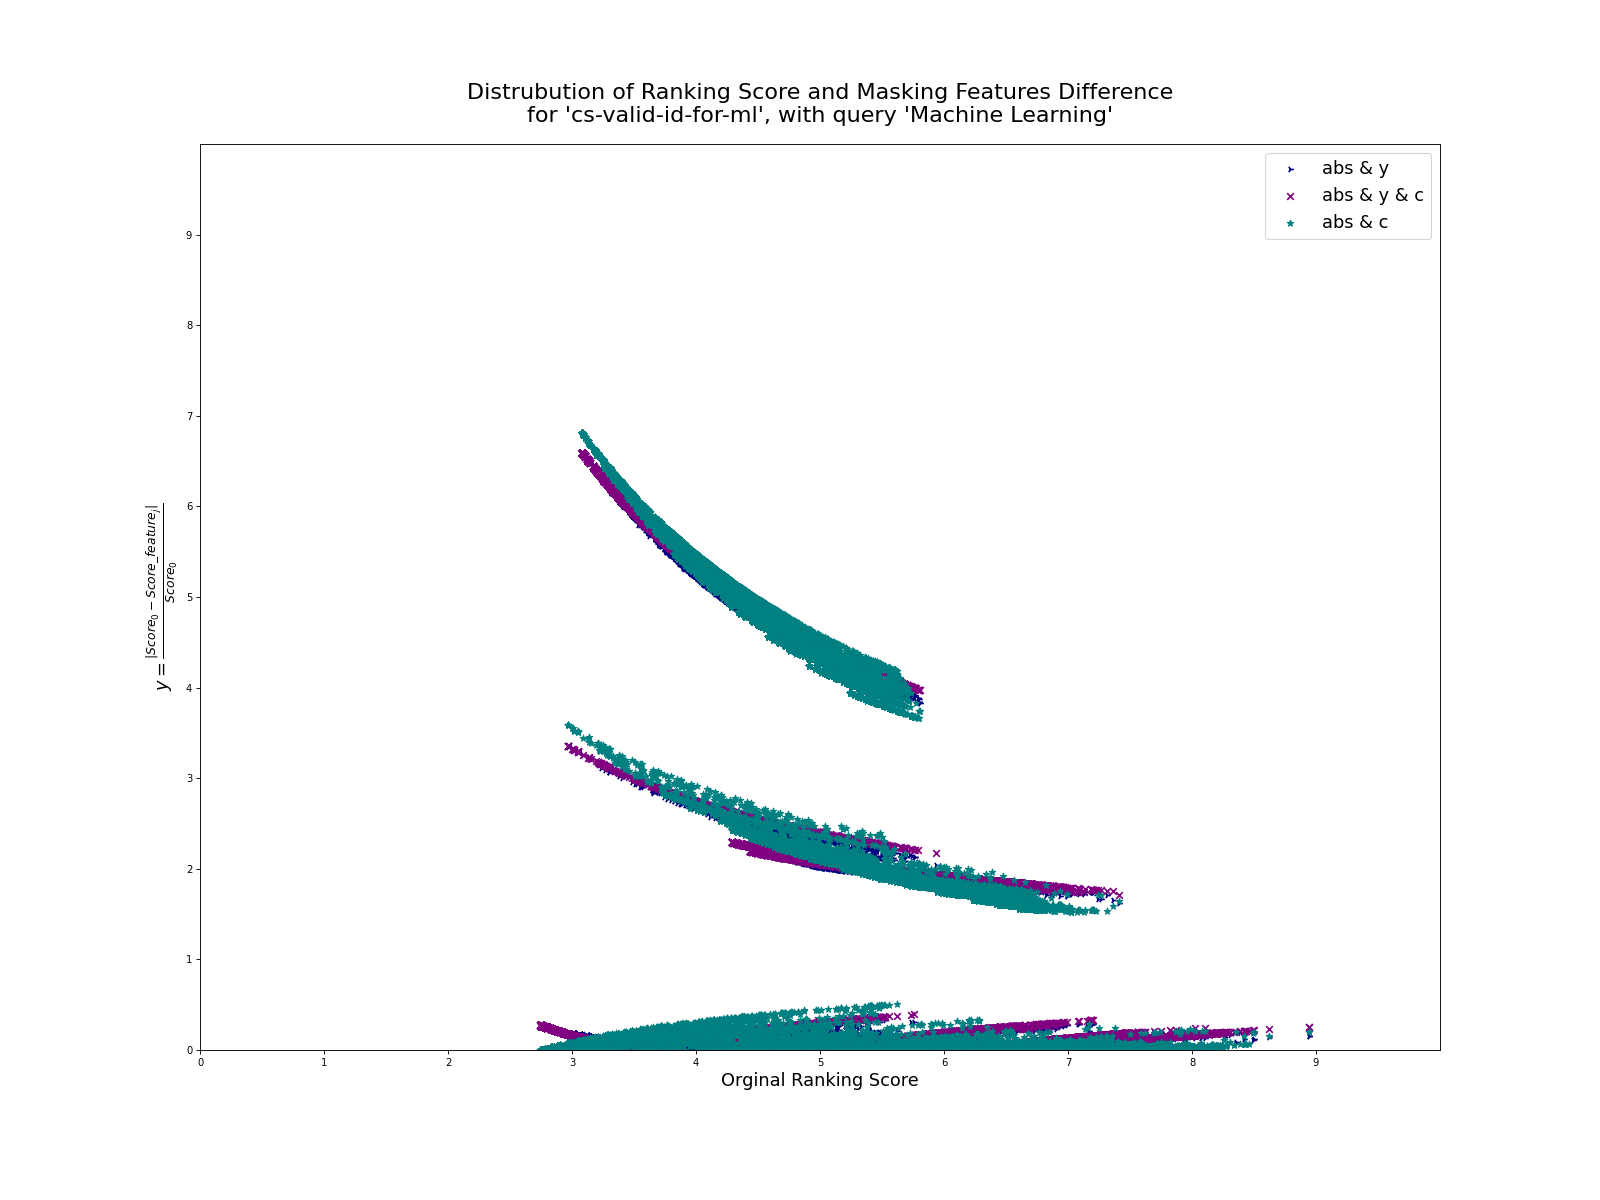 Distrubution of Ranking Score and Masking Features Difference
for 'cs-valid-id-for-ml', with query 'Machine Learning'
abs & y
abs & y & c
abs & c
9
8
7
6
5
4
3
2
1
0
y = |Score_0 − Score_feature_j| / Score_0
0 1 2 3 4 5 6 7 8 9
Orginal Ranking Score